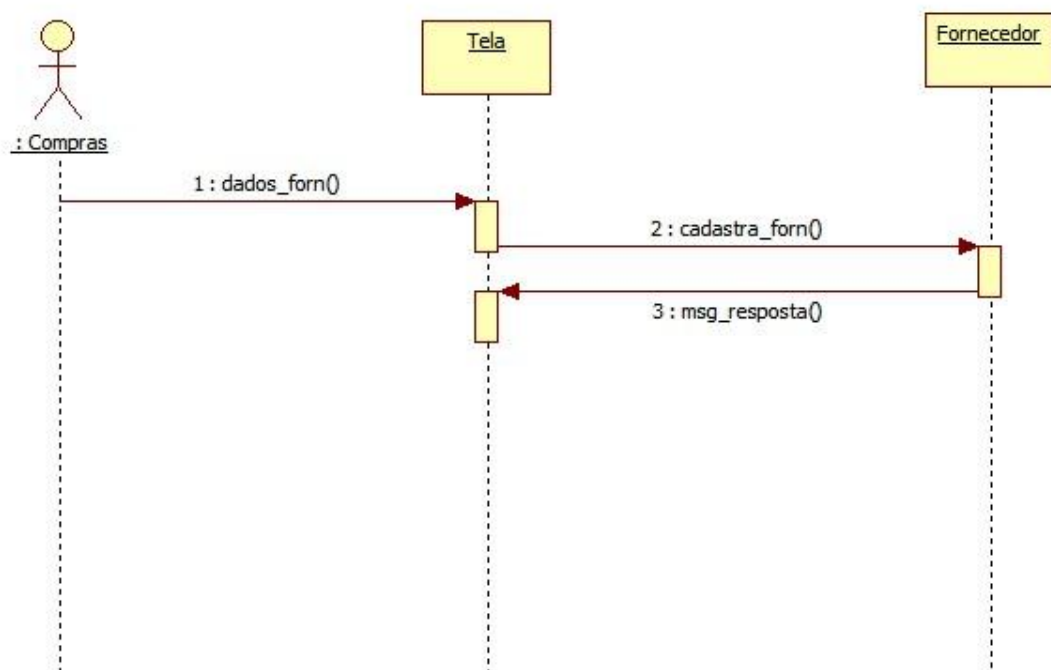 Tela
Fornecedor
: Compras
1 : dados_forn()
2 : cadastra_forn()
3 : msg_resposta()